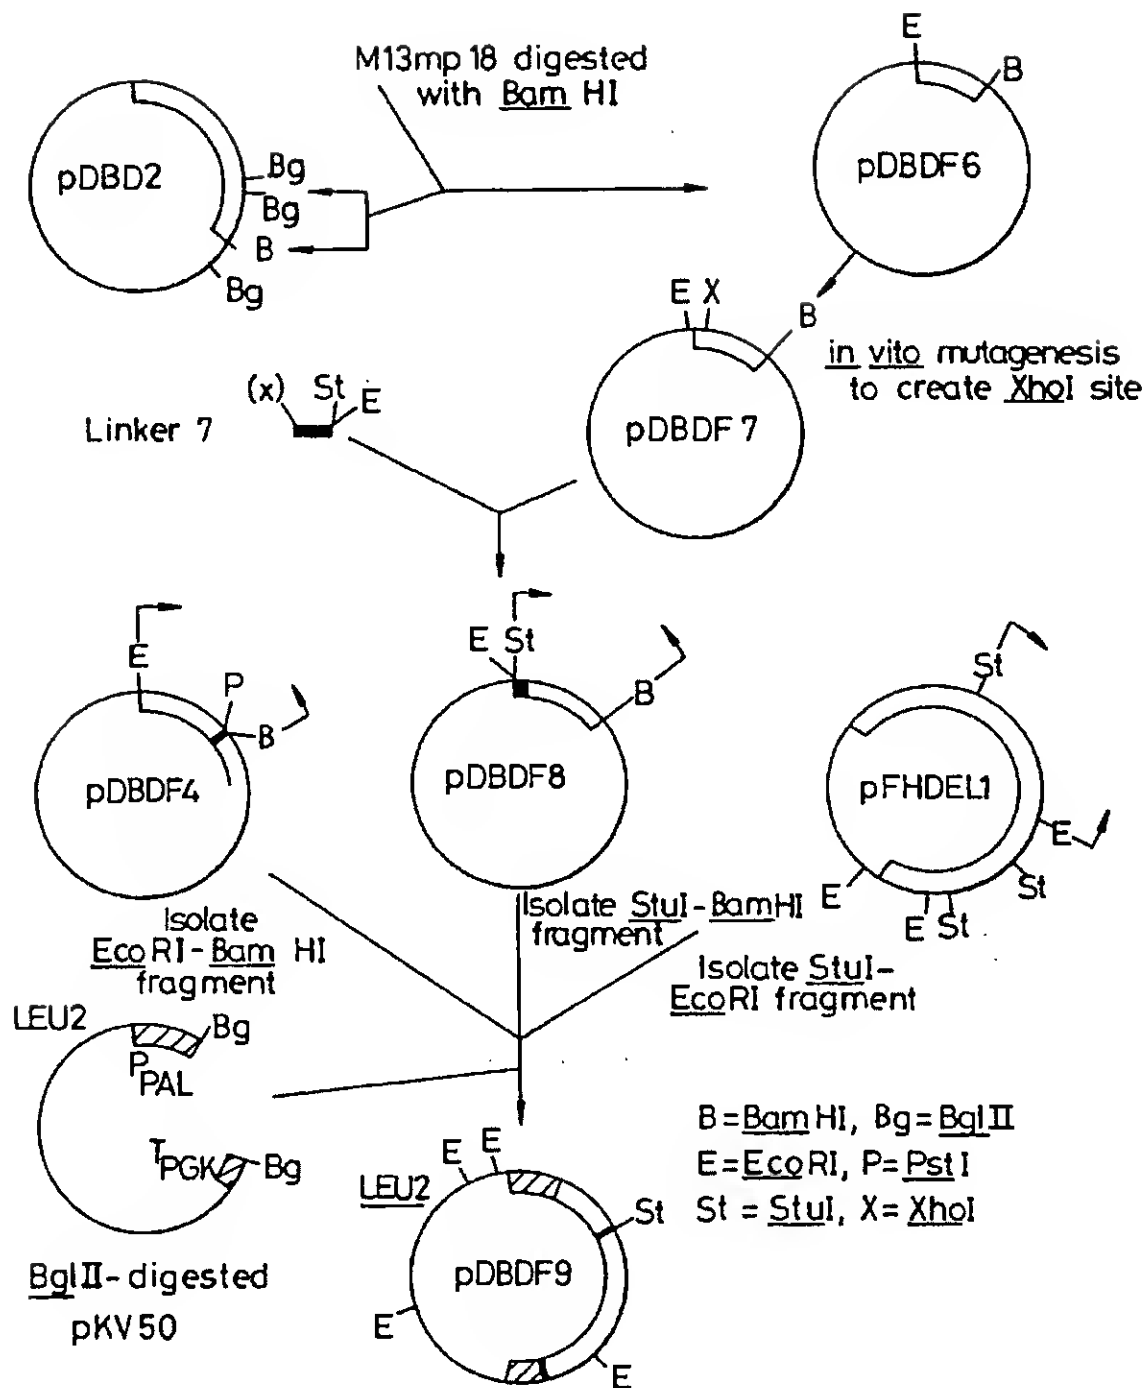 M13mp 18 digested
with Bam HI
E
B
pDBD2
Bg
Bg
B
Bg
pDBDF6
E X
B
in vito mutagenesis
to create XhoI site
(x) St E
Linker 7
pDBDF7
E
P
B
pDBDF4
E St
B
pDBDF8
St
pFHDEL1
E
St
E
E St
Isolate
EcoRI-Bam HI
fragment
Isolate StuI-BamHI
fragment
Isolate StuI-
EcoRI fragment
LEU2
Bg
PPAL
TPGK
Bg
BglII-digested
pKV50
E E
LEU2
St
pDBDF9
E
E
B=BamHI, Bg=BglII
E=EcoRI, P=PstI
St = StuI, X= XhoI